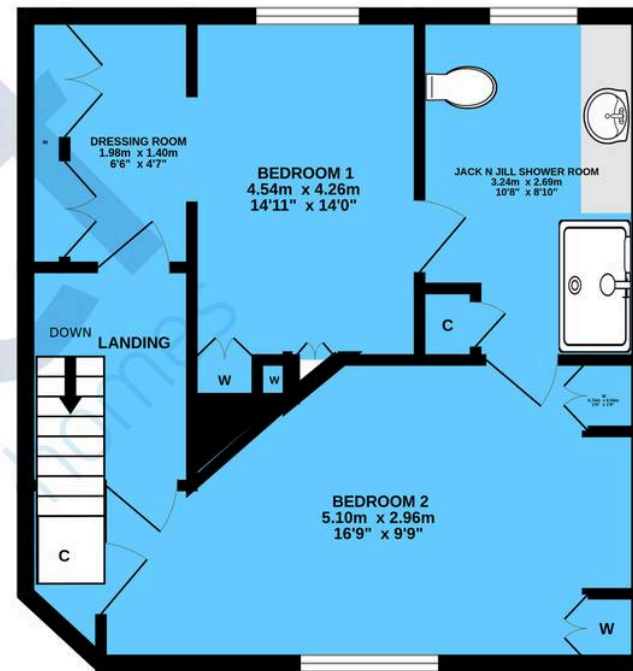 DRESSING ROOM
1.98m x 1.40m
6'6" x 4'7"
BEDROOM 1
4.54m x 4.26m
14'11" x 14'0"
JACK N JILL SHOWER ROOM
3.24m x 2.69m
10'8" x 8'10"
DOWN
LANDING
C
W
W
BEDROOM 2
5.10m x 2.96m
16'9" x 9'9"
C
W
homes